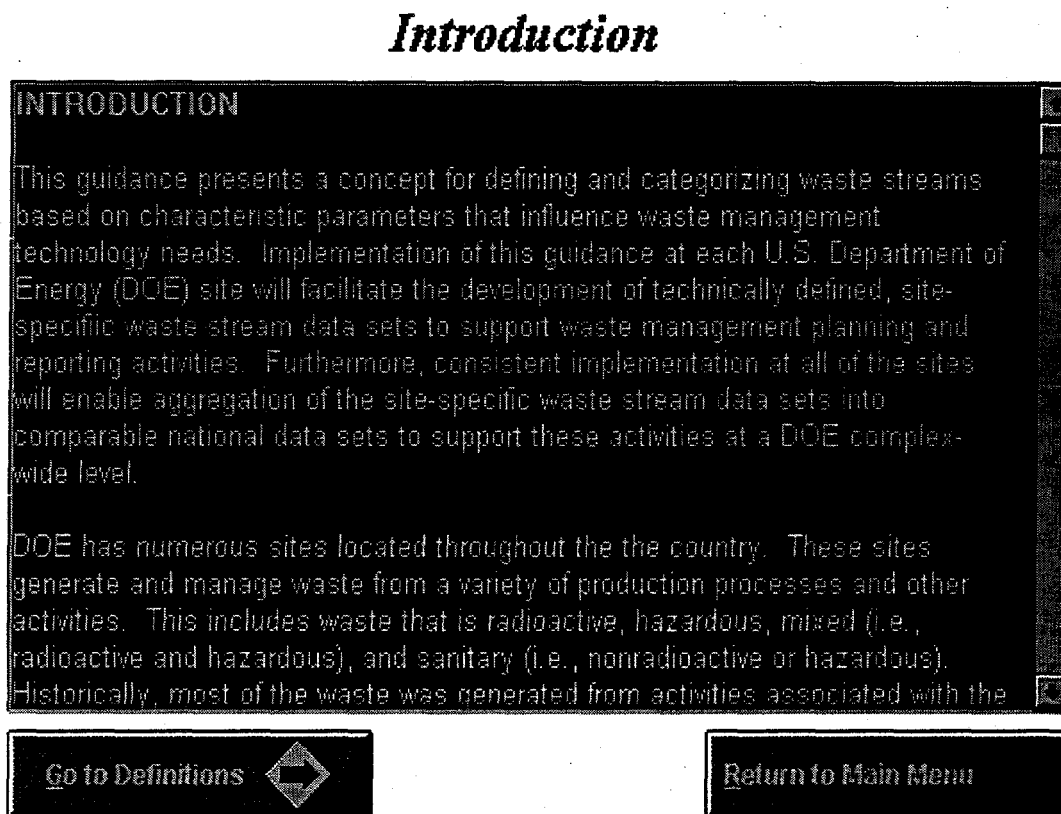 Introduction
INTRODUCTION
This guidance presents a concept for defining and categorizing waste streams
based on characteristic parameters that influence waste management
technology needs.  Implementation of this guidance at each U.S. Department of
Energy (DOE) site will facilitate the development of technically defined, site-
specific waste stream data sets to support waste management planning and
reporting activities.  Furthermore, consistent implementation at all of the sites
will enable aggregation of the site-specific waste stream data sets into
comparable national data sets to support these activities at a DOE complex-
wide level.
DOE has numerous sites located throughout the the country.  These sites
generate and manage waste from a variety of production processes and other
activities.  This includes waste that is radioactive, hazardous, mixed (i.e.,
radioactive and hazardous), and sanitary (i.e., nonradioactive or hazardous).
Historically, most of the waste was generated from activities associated with the
Go to Definitions
Return to Main Menu